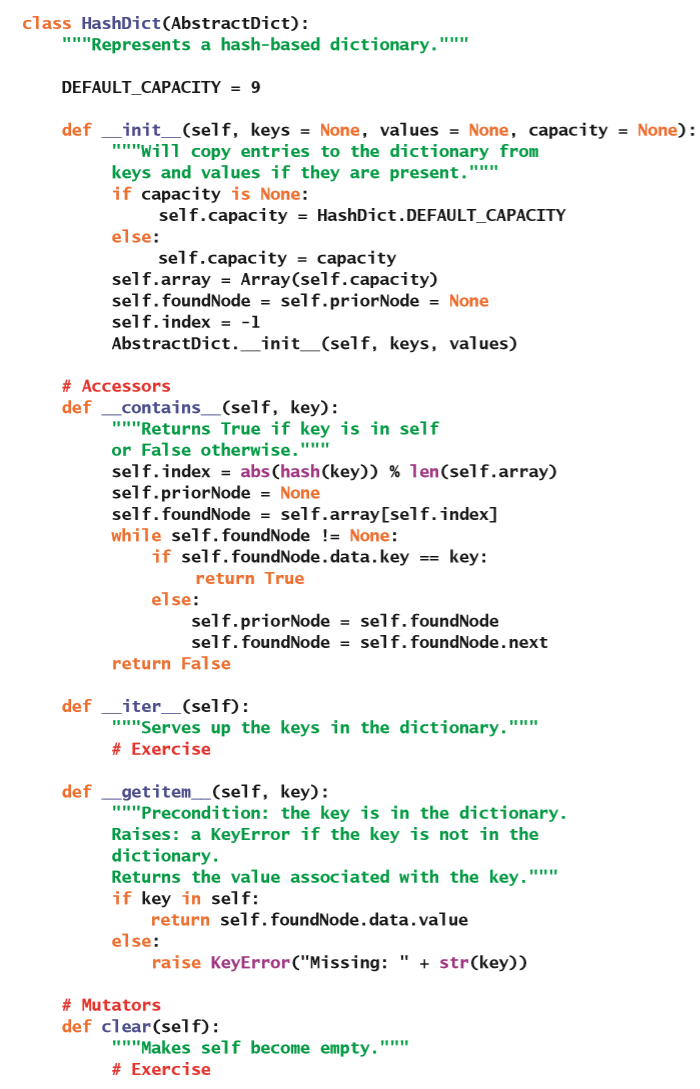 class HashDict(AbstractDict):
    """Represents a hash-based dictionary."""

    DEFAULT_CAPACITY = 9

    def __init__(self, keys = None, values = None, capacity = None):
         """Will copy entries to the dictionary from
         keys and values if they are present."""
         if capacity is None:
              self.capacity = HashDict.DEFAULT_CAPACITY
         else:
              self.capacity = capacity
         self.array = Array(self.capacity)
         self.foundNode = self.priorNode = None
         self.index = -1
         AbstractDict.__init__(self, keys, values)

    # Accessors
    def __contains__(self, key):
         """Returns True if key is in self
         or False otherwise."""
         self.index = abs(hash(key)) % len(self.array)
         self.priorNode = None
         self.foundNode = self.array[self.index]
         while self.foundNode != None:
             if self.foundNode.data.key == key:
                 return True
             else:
                 self.priorNode = self.foundNode
                 self.foundNode = self.foundNode.next
         return False

    def __iter__(self):
         """Serves up the keys in the dictionary."""
         # Exercise

    def __getitem__(self, key):
         """Precondition: the key is in the dictionary.
         Raises: a KeyError if the key is not in the
         dictionary.
         Returns the value associated with the key."""
         if key in self:
             return self.foundNode.data.value
         else:
             raise KeyError("Missing: " + str(key))

    # Mutators
    def clear(self):
         """Makes self become empty."""
         # Exercise